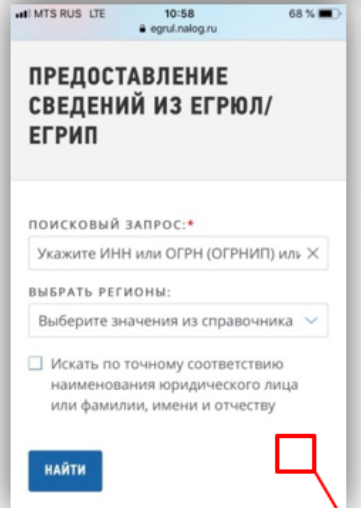 MTS RUS LTE 10:58 68 %
egrul.nalog.ru
ПРЕДОСТАВЛЕНИЕ
СВЕДЕНИЙ ИЗ ЕГРЮЛ/
ЕГРИП
ПОИСКОВЫЙ ЗАПРОС:*
Укажите ИНН или ОГРН (ОГРНИП) или
ВЫБРАТЬ РЕГИОНЫ:
Выберите значения из справочника
Искать по точному соответствию
наименования юридического лица
или фамилии, имени и отчеству
НАЙТИ